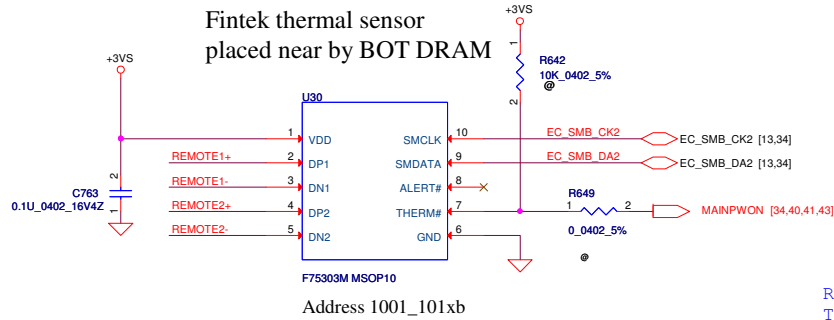 Fintek thermal sensor
placed near by BOT DRAM
+3VS
+3VS
1
R642
10K_0402_5%
@
2
U30
1 VDD SMCLK 10 EC_SMB_CK2 EC_SMB_CK2 [13,34]
REMOTE1+ 2 DP1 SMDATA 9 EC_SMB_DA2 EC_SMB_DA2 [13,34]
REMOTE1- 3 DN1 ALERT# 8
REMOTE2+ 4 DP2 THERM# 7 1 R649 2 MAINPWON [34,40,41,43]
REMOTE2- 5 DN2 GND 6 0_0402_5%
@
2
C763
0.1U_0402_16V4Z
1
F75303M MSOP10
Address 1001_101xb
R
T